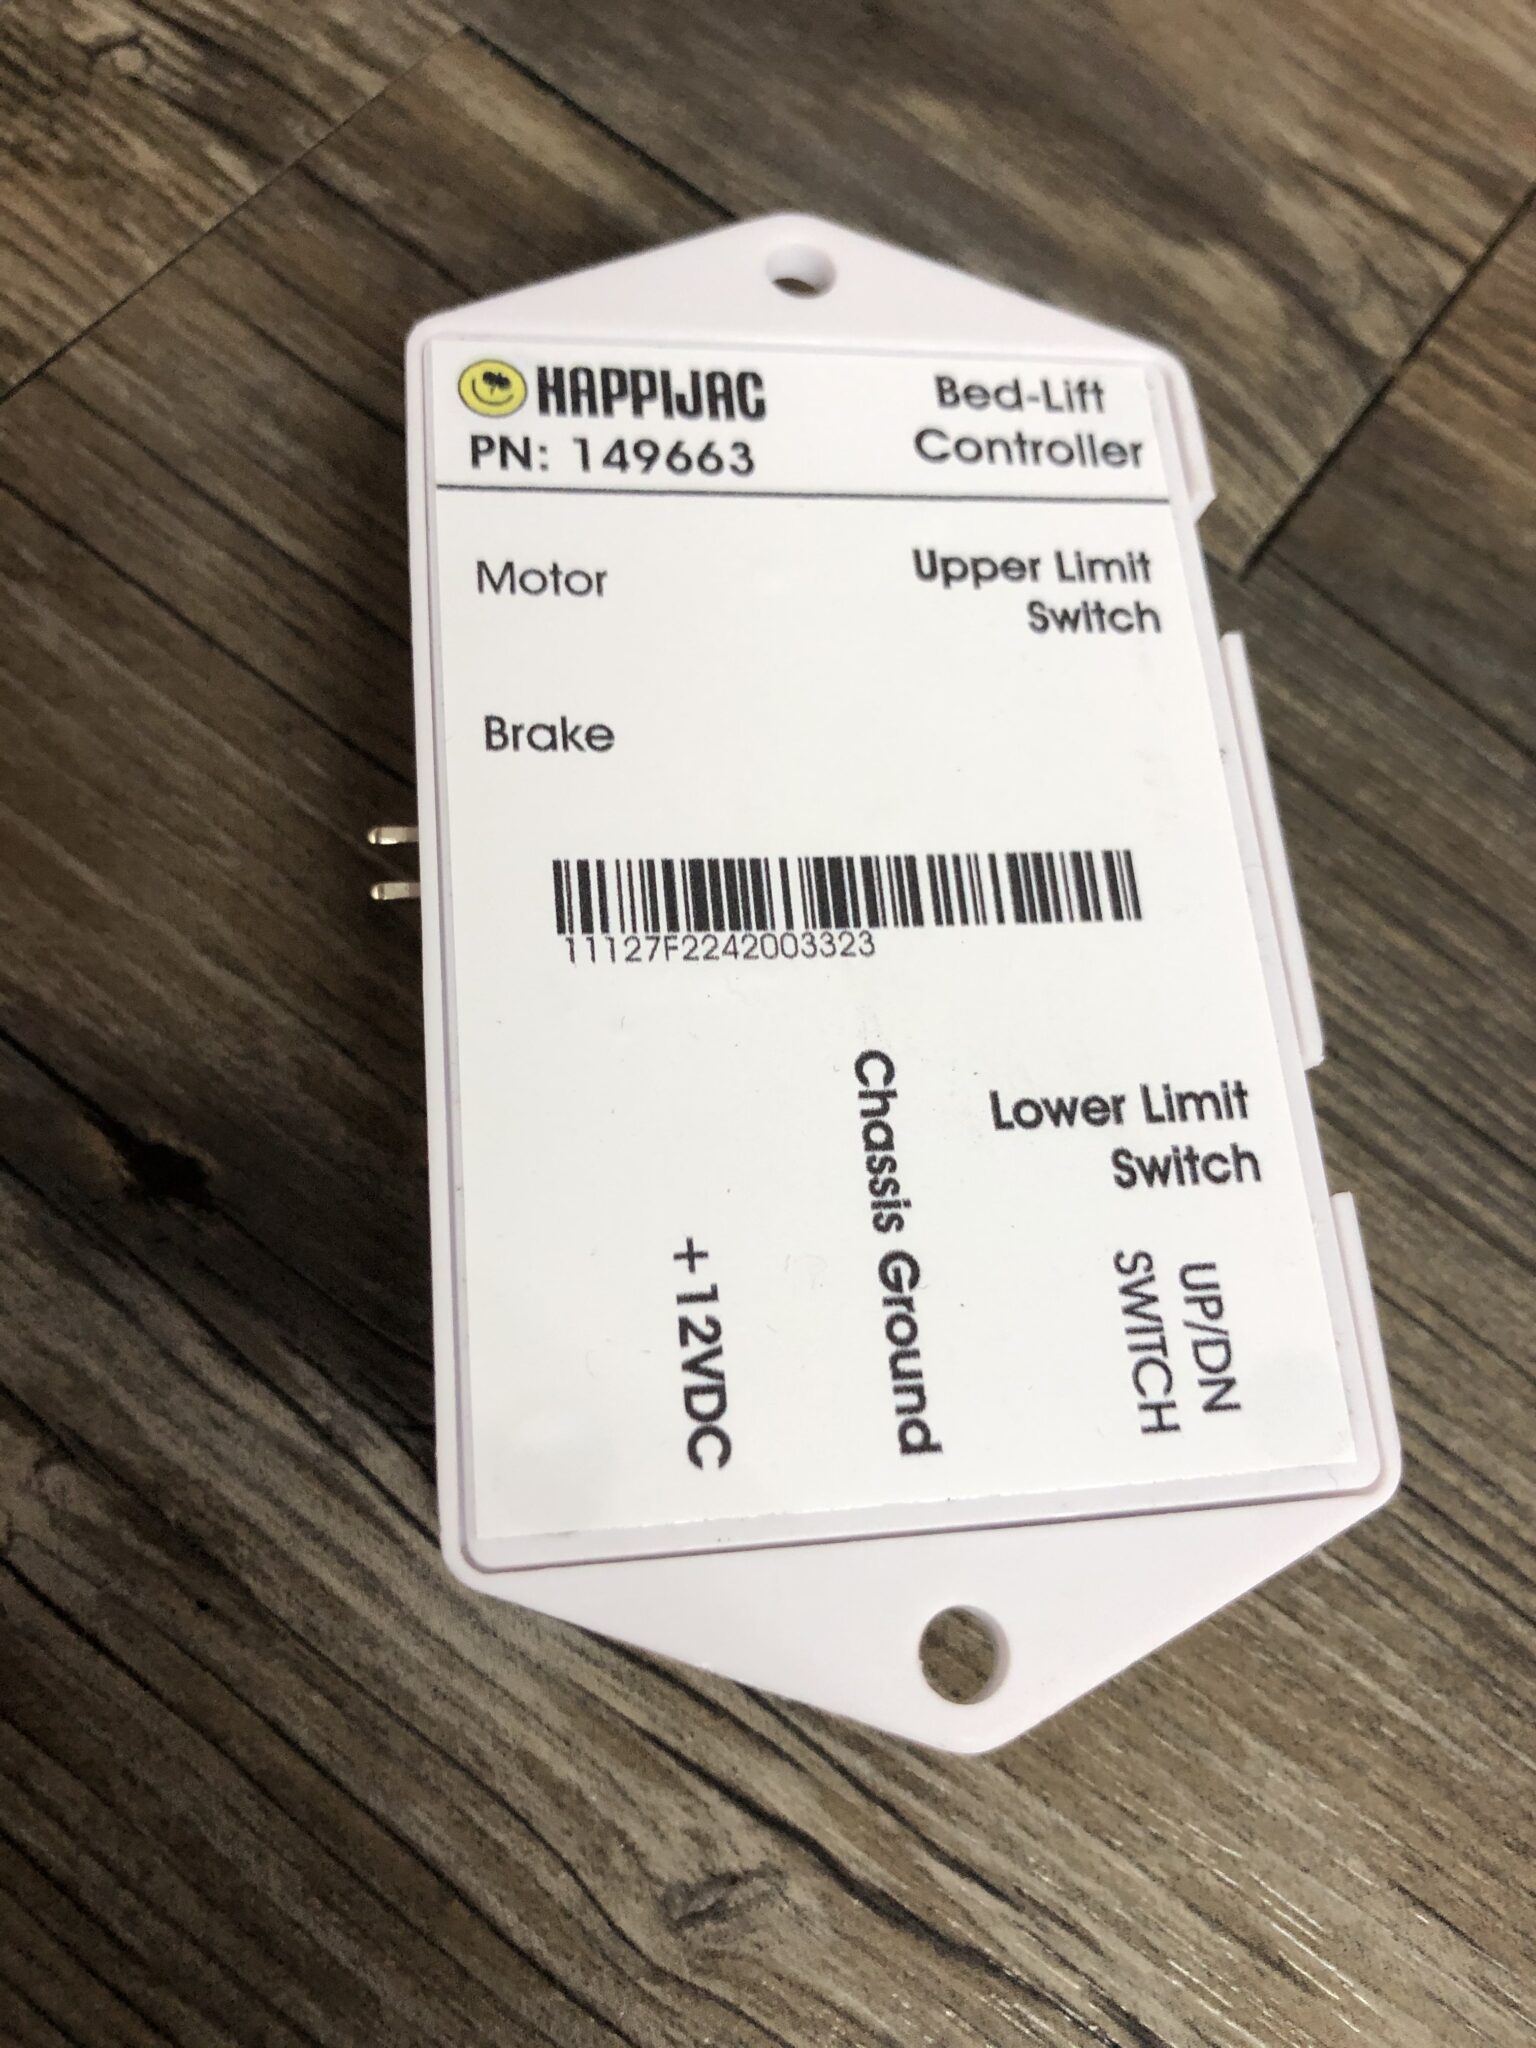 HAPPIJAC
PN: 149663
Bed-Lift
Controller
Motor
Upper Limit
Switch
Brake
11127F2242003323
Lower Limit
Switch
+12VDC
Chassis Ground
UP/DN
SWITCH